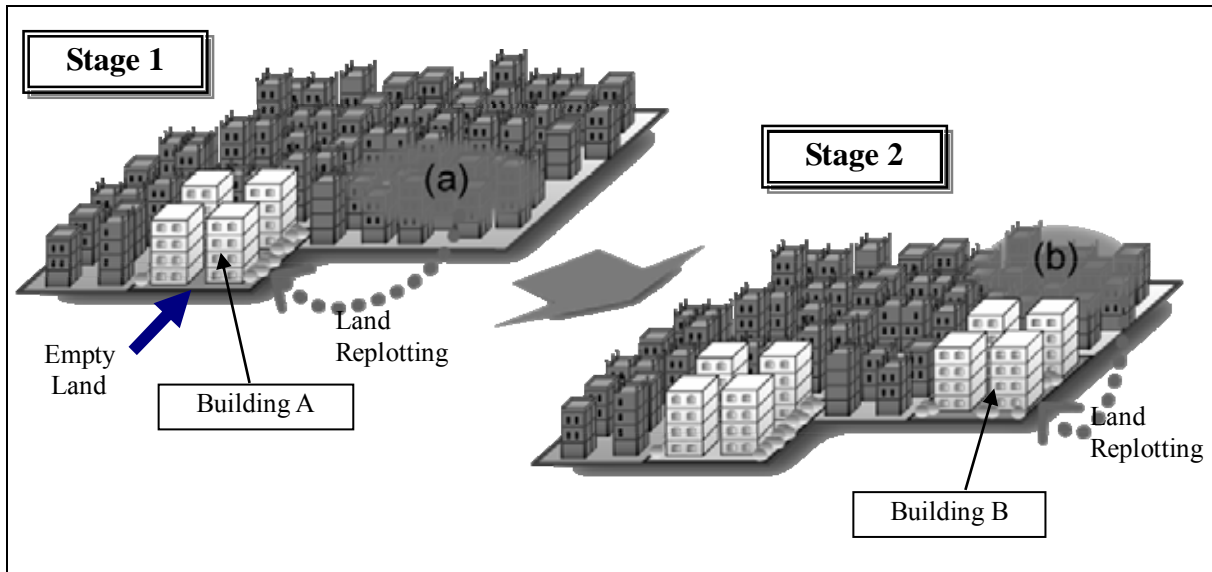 Stage 1
(a)
Land
Replotting
Empty
Land
Building A
Stage 2
(b)
Land
Replotting
Building B